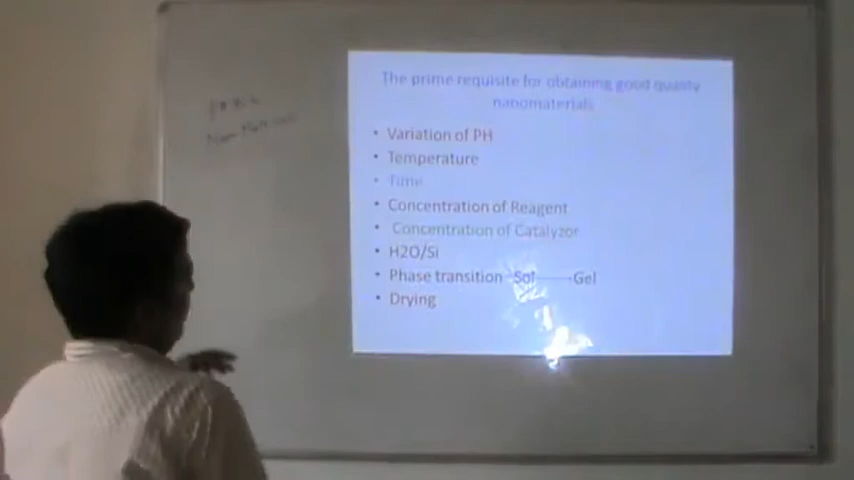 The prime requisite for obtaining good quality
nanomaterials
• Variation of PH
• Temperature
• Time
• Concentration of Reagent
• Concentration of Catalyzor
• H2O/Si
• Phase transition Sol Gel
• Drying